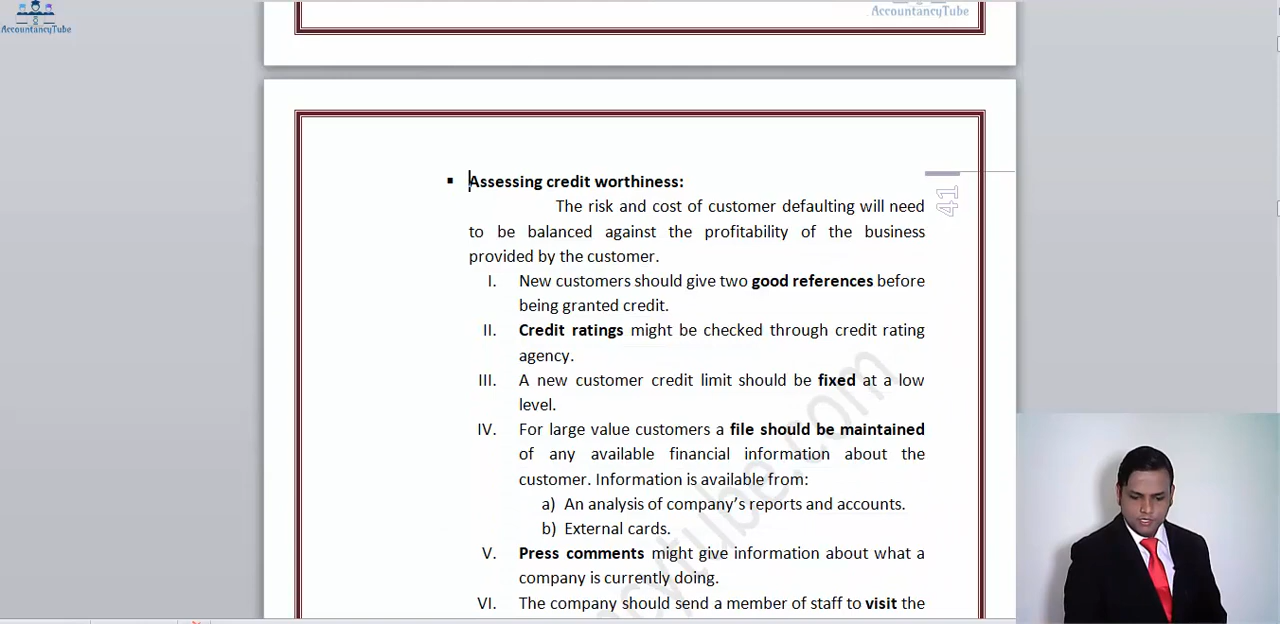 AccountancyTube
AccountancyTube
41
▪ Assessing credit worthiness:
The risk and cost of customer defaulting will need
to be balanced against the profitability of the business
provided by the customer.
I. New customers should give two good references before
being granted credit.
II. Credit ratings might be checked through credit rating
agency.
III. A new customer credit limit should be fixed at a low
level.
IV. For large value customers a file should be maintained
of any available financial information about the
customer. Information is available from:
a) An analysis of company's reports and accounts.
b) External cards.
V. Press comments might give information about what a
company is currently doing.
VI. The company should send a member of staff to visit the
cytube.com